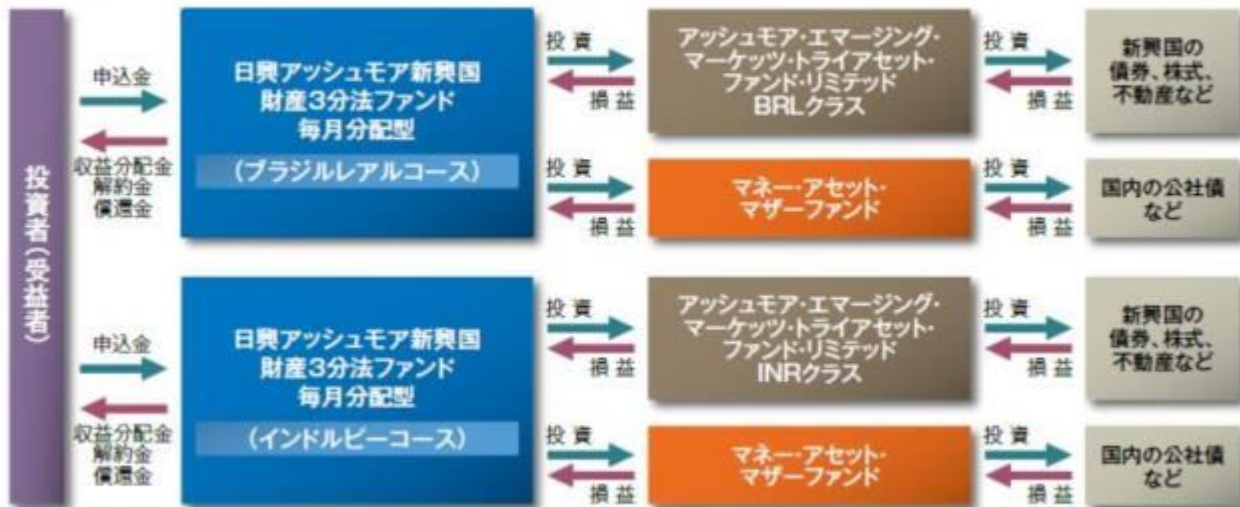 投資者(受益者)
申込金
収益分配金
解約金
償還金
日興アッシュモア新興国
財産3分法ファンド
毎月分配型
(ブラジルレアルコース)
投資
損益
アッシュモア・エマージング・
マーケッツ・トライアセット・
ファンド・リミテッド
BRLクラス
投資
損益
新興国の
債券、株式、
不動産など
投資
損益
マネー・アセット・
マザーファンド
投資
損益
国内の公社債
など
申込金
収益分配金
解約金
償還金
日興アッシュモア新興国
財産3分法ファンド
毎月分配型
(インドルピーコース)
投資
損益
アッシュモア・エマージング・
マーケッツ・トライアセット・
ファンド・リミテッド
INRクラス
投資
損益
新興国の
債券、株式、
不動産など
投資
損益
マネー・アセット・
マザーファンド
投資
損益
国内の公社債
など